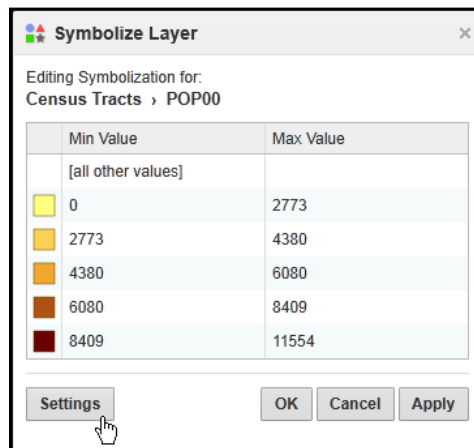 Symbolize Layer ×
Editing Symbolization for:
Census Tracts › POP00
Min Value Max Value
[all other values]
0 2773
2773 4380
4380 6080
6080 8409
8409 11554
Settings OK Cancel Apply